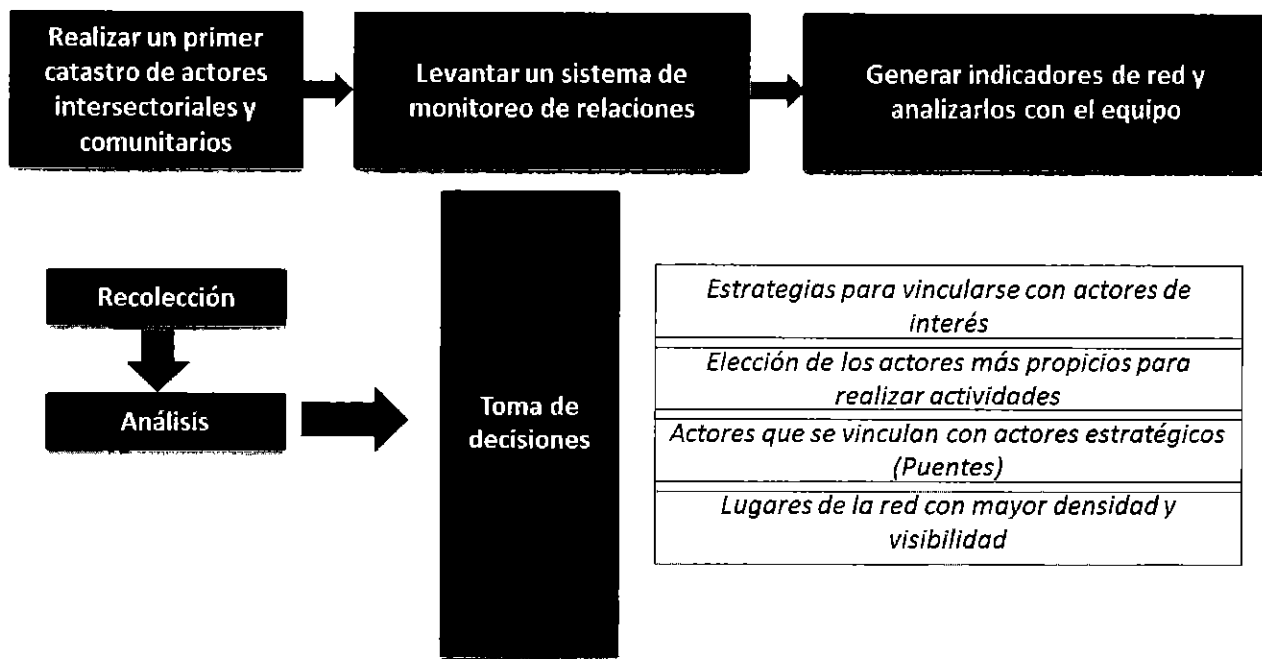 Realizar un primer
catastro de actores
intersectoriales y
comunitarios
Levantar un sistema de
monitoreo de relaciones
Generar indicadores de red y
analizarlos con el equipo
Recolección
Análisis
Toma de
decisiones
Estrategias para vincularse con actores de
interés
Elección de los actores más propicios para
realizar actividades
Actores que se vinculan con actores estratégicos
(Puentes)
Lugares de la red con mayor densidad y
visibilidad